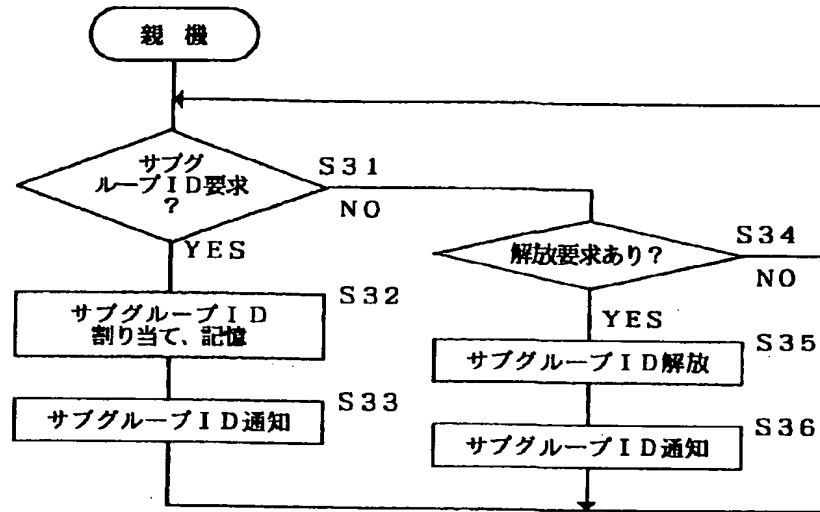 親 機
サブグ
ループID要求
?
S31
NO
YES
サブグループID
割り当て、記憶
S32
サブグループID通知
S33
解放要求あり?
S34
NO
YES
サブグループID解放
S35
サブグループID通知
S36